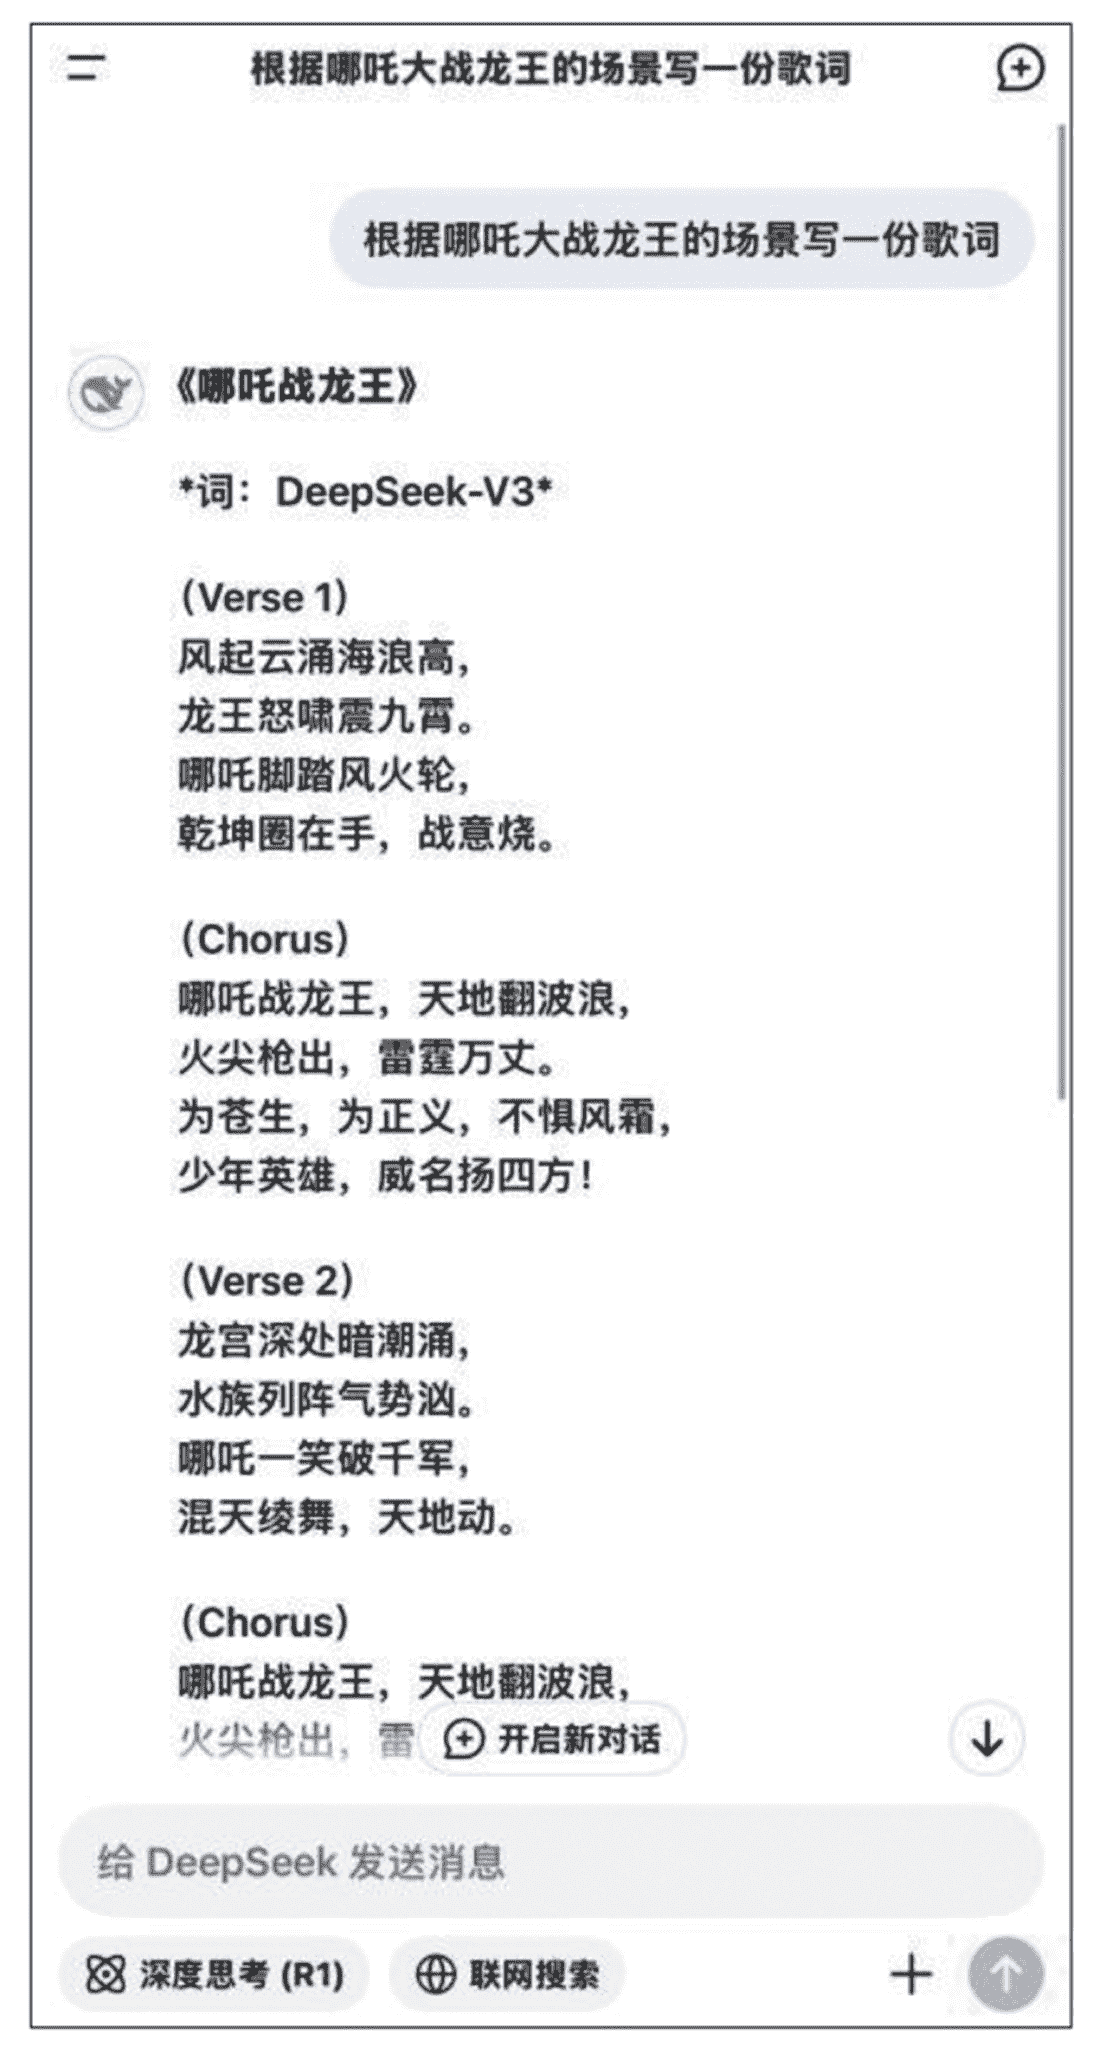 根据哪吒大战龙王的场景写一份歌词
根据哪吒大战龙王的场景写一份歌词
《哪吒战龙王》
*词：DeepSeek-V3*
(Verse 1)
风起云涌海浪高，
龙王怒啸震九霄。
哪吒脚踏风火轮，
乾坤圈在手，战意烧。
(Chorus)
哪吒战龙王，天地翻波浪，
火尖枪出，雷霆万丈。
为苍生，为正义，不惧风霜，
少年英雄，威名扬四方！
(Verse 2)
龙宫深处暗潮涌，
水族列阵气势汹。
哪吒一笑破千军，
混天绫舞，天地动。
(Chorus)
哪吒战龙王，天地翻波浪，
火尖枪出，雷
开启新对话
给 DeepSeek 发送消息
深度思考 (R1)
联网搜索